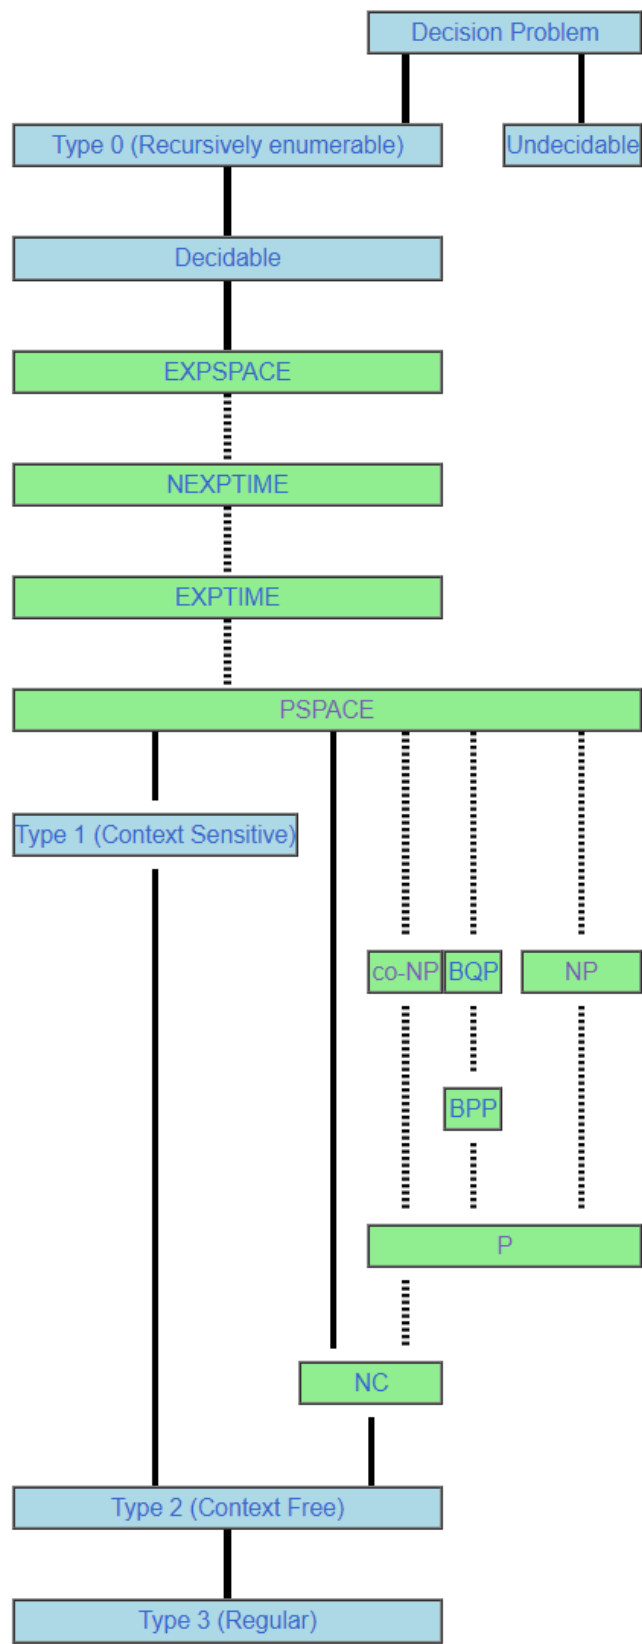 Decision Problem
Type 0 (Recursively enumerable)
Undecidable
Decidable
EXPSPACE
NEXPTIME
EXPTIME
PSPACE
Type 1 (Context Sensitive)
co-NP
BQP
NP
BPP
P
NC
Type 2 (Context Free)
Type 3 (Regular)